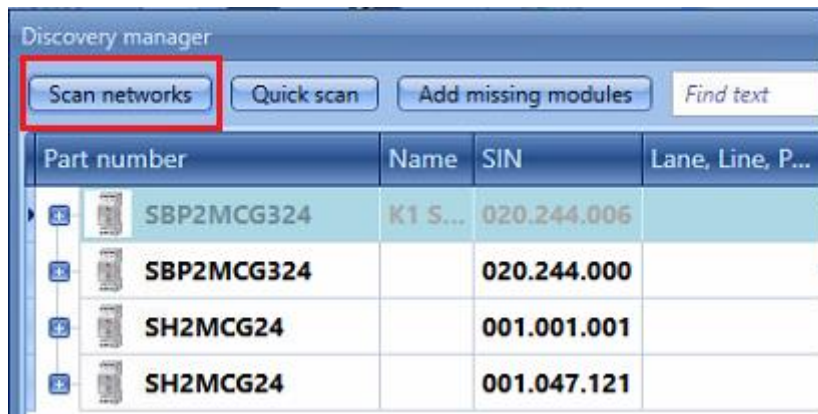 Discovery manager
Scan networks Quick scan Add missing modules Find text
Part number Name SIN Lane, Line, P...
SBP2MCG324 K1 S... 020.244.006
SBP2MCG324 020.244.000
SH2MCG24 001.001.001
SH2MCG24 001.047.121